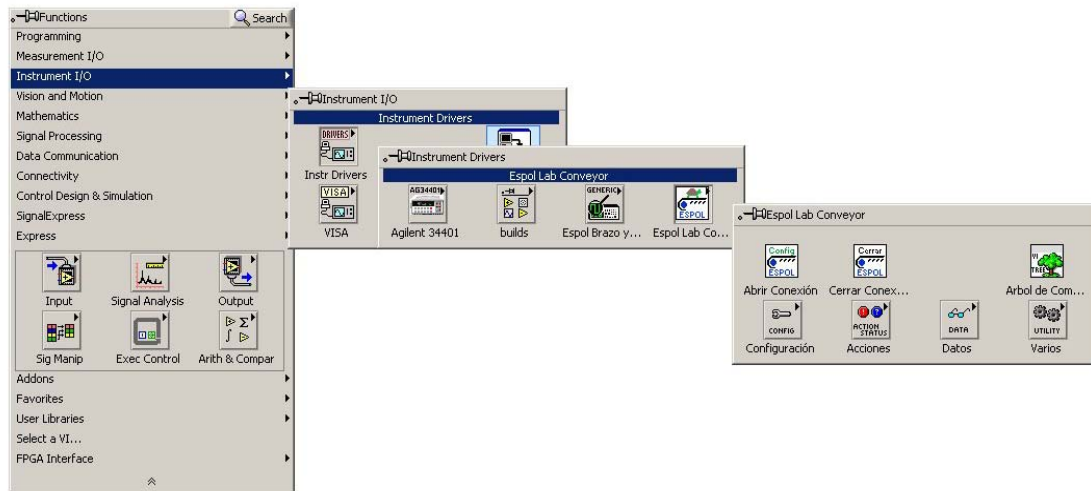 Functions
Search
Programming
Measurement I/O
Instrument I/O
Vision and Motion
Mathematics
Signal Processing
Data Communication
Connectivity
Control Design & Simulation
SignalExpress
Express
Input
Signal Analysis
Output
Sig Manip
Exec Control
Arith & Compar
Addons
Favorites
User Libraries
Select a VI...
FPGA Interface
Instrument I/O
Instrument Drivers
DRIVERS
Instr Drivers
VISA
VISA
Instrument Drivers
Espol Lab Conveyor
AG34401
Agilent 34401
builds
GENERIC
Espol Brazo y...
ESPOL
Espol Lab Co...
Espol Lab Conveyor
Config
ESPOL
Abrir Conexión
Cerrar
ESPOL
Cerrar Conex...
VI
TREE
Arbol de Com...
CONFIG
Configuración
ACTION
STATUS
Acciones
DATA
Datos
UTILITY
Varios